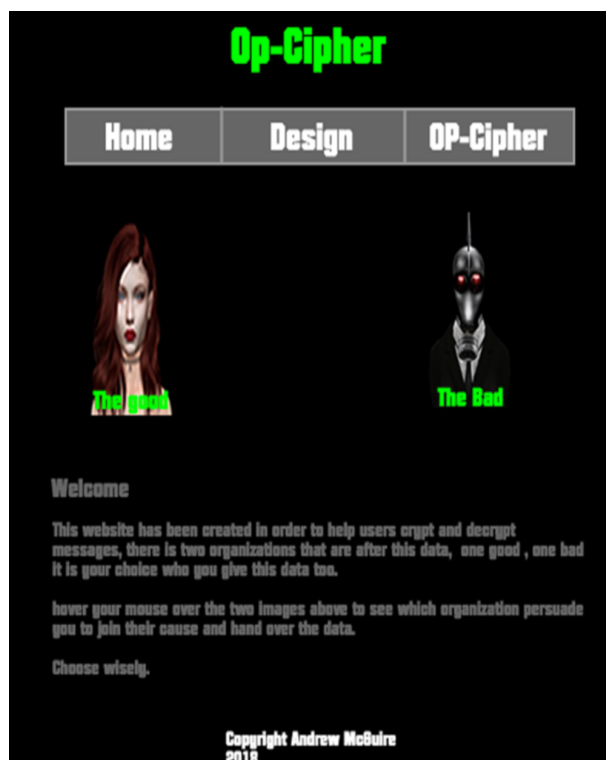 Op-Cipher
Home Design OP-Cipher
The good The Bad
Welcome
This website has been created in order to help users crypt and decrypt
messages, there is two organizations that are after this data, one good , one bad
it is your choice who you give this data too.
hover your mouse over the two images above to see which organization persuade
you to join their cause and hand over the data.
Choose wisely.
Copyright Andrew McGuire
2018